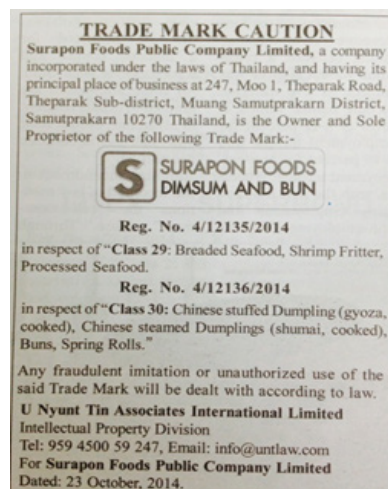 TRADE MARK CAUTION
Surapon Foods Public Company Limited, a company
incorporated under the laws of Thailand, and having its
principal place of business at 247, Moo 1, Theparak Road,
Theparak Sub-district, Muang Samutprakarn District,
Samutprakarn 10270 Thailand, is the Owner and Sole
Proprietor of the following Trade Mark:-
S SURAPON FOODS
DIMSUM AND BUN
Reg. No. 4/12135/2014
in respect of "Class 29: Breaded Seafood, Shrimp Fritter,
Processed Seafood.
Reg. No. 4/12136/2014
in respect of "Class 30: Chinese stuffed Dumpling (gyoza,
cooked), Chinese steamed Dumplings (shumai, cooked),
Buns, Spring Rolls."
Any fraudulent imitation or unauthorized use of the
said Trade Mark will be dealt with according to law.
U Nyunt Tin Associates International Limited
Intellectual Property Division
Tel: 959 4500 59 247, Email: info@untlaw.com
For Surapon Foods Public Company Limited
Dated: 23 October, 2014.